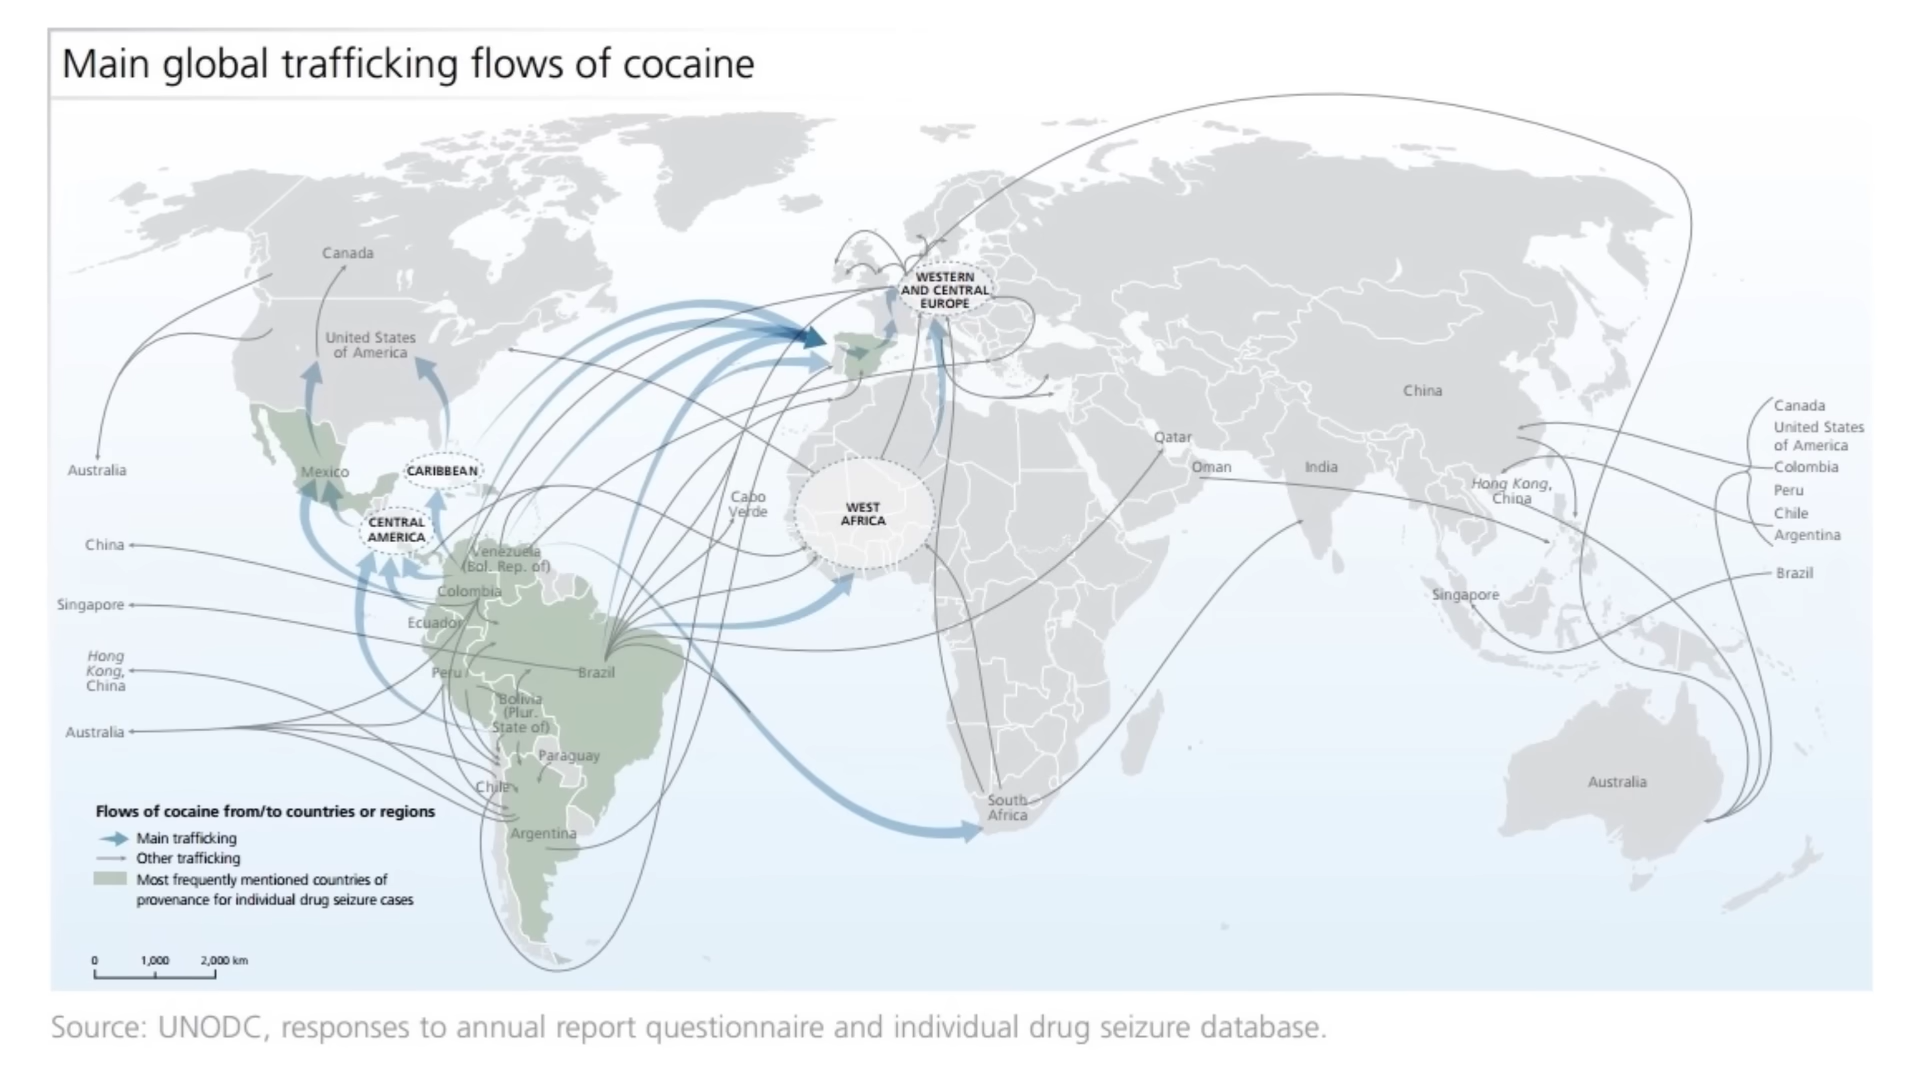 Main global trafficking flows of cocaine
Canada
United States
of America
Mexico
CARIBBEAN
CENTRAL
AMERICA
WESTERN
AND CENTRAL
EUROPE
WEST
AFRICA
Cabo
Verde
Venezuela
(Bol. Rep. of)
Colombia
Ecuador
Peru
Brazil
Bolivia
(Plur.
State of)
Paraguay
Chile
Argentina
South
Africa
Qatar
Oman
India
China
Hong Kong,
China
Singapore
Australia
Australia
China
Singapore
Hong
Kong,
China
Australia
Canada
United States
of America
Colombia
Peru
Chile
Argentina
Brazil
Flows of cocaine from/to countries or regions
Main trafficking
Other trafficking
Most frequently mentioned countries of
provenance for individual drug seizure cases
0 1,000 2,000 km
Source: UNODC, responses to annual report questionnaire and individual drug seizure database.